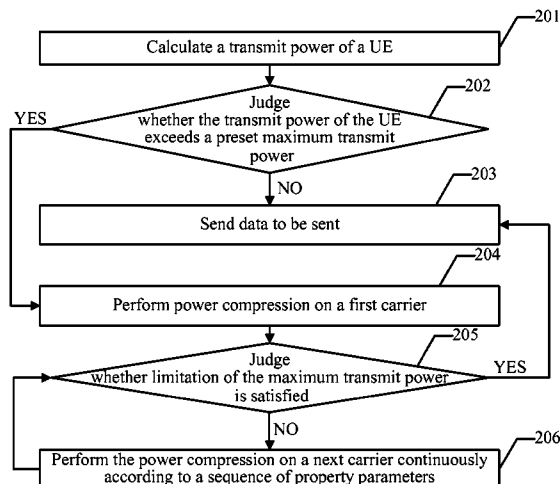 201
Calculate a transmit power of a UE
202
Judge
whether the transmit power of the UE
exceeds a preset maximum transmit
power
YES
NO
203
Send data to be sent
204
Perform power compression on a first carrier
205
Judge
whether limitation of the maximum transmit power
is satisfied
YES
NO
206
Perform the power compression on a next carrier continuously
according to a sequence of property parameters